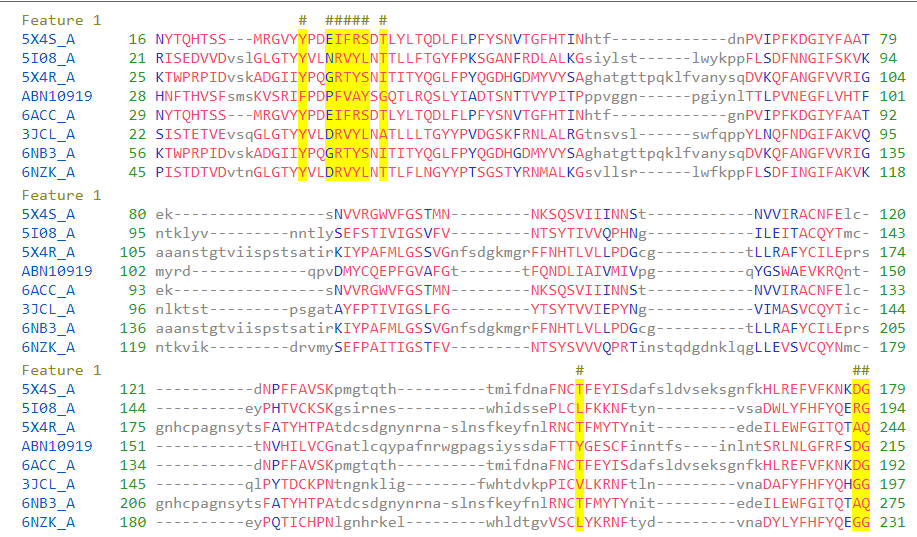 Feature 1 # ##### #
5X4S_A 16 NYTQHTSS---MRGVYYPDEIFRSDTLYLTQDLFLPFYSNVTGFHTINhtf-------------dnPVIPFKDGIYFAAT 79
5I08_A 21 RISEDVVDvslGLGTYYVLNRVYLNTTLLFTGYFPKSGANFRDLALKGsiylst------lwykppFLSDFNNGIFSKVK 94
5X4R_A 25 KTWRPRIDvskADGIIYPQGRTYSNITITYQGLFPYQGDHGDMYVYSAghatgttpqklfvanysqDVKQFANGFVVRIG 104
ABN10919 28 HNFTHVSFsmsKVSRIFPDPFVAYSGQTLRQSLYIADTSNTTVYPITPppvggn------pgiynlTTLPVNEGFLVHTF 101
6ACC_A 29 NYTQHTSS---MRGVYYPDEIFRSDTLYLTQDLFLPFYSNVTGFHTINhtf-------------gnPVIPFKDGIYFAAT 92
3JCL_A 22 SISTETVEvsqGLGTYYVLDRVYLNATLLLTGYYPVDGSKFRNLALRGtnsvsl------swfqppYLNQFNDGIFAKVQ 95
6NB3_A 56 KTWRPRIDvskADGIIYPQGRTYSNITITYQGLFPYQGDHGDMYVYSAghatgttpqklfvanysqDVKQFANGFVVRIG 135
6NZK_A 45 PISTDTVDvtnGLGTYYVLDRVYLNTTLFLNGYYPTSGSTYRNMALKGsvllsr------lwfkppFLSDFINGIFAKVK 118
Feature 1
5X4S_A 80 ek-----------------sNVVRGWVFGSTMN---------NKSQSVIIINNSt------------NVVIRACNFElc- 120
5I08_A 95 ntklyv---------nntlySEFSTIVIGSVFV---------NTSYTIVVQPHNg------------ILEITACQYTmc- 143
5X4R_A 105 aaanstgtviispstsatirKIYPAFMLGSSVGnfsdgkmgrFFNHTLVLLPDGcg----------tLLRAFYCILEprs 174
ABN10919 102 myrd-------------qpvDMYCQEPFGVAFGt--------TFQNDLIAIVMIVpg---------qYGSWAEVKRQnt- 150
6ACC_A 93 ek-----------------sNVVRGWVFGSTMN---------NKSQSVIIINNSt------------NVVIRACNFElc- 133
3JCL_A 96 nlktst---------psgatAYFPTIVIGSLFG---------YTSYTVVIEPYNg------------VIMASVCQYTic- 144
6NB3_A 136 aaanstgtviispstsatirKIYPAFMLGSSVGnfsdgkmgrFFNHTLVLLPDGcg----------tLLRAFYCILEprs 205
6NZK_A 119 ntkvik---------drvmySEFPAITIGSTFV---------NTSYSVVVQPRTinstqdgdnklqgLLEVSVCQYNmc- 179
Feature 1 # ##
5X4S_A 121 -----------dNPFFAVSKpmgtqth----------tmifdnaFNCTFEYISdafsldvseksgnfkHLREFVFKNKDG 179
5I08_A 144 ----------eyPHTVCKSKgsirnes----------whidssePLCLFKKNFtyn---------vsaDWLYFHFYQERG 194
5X4R_A 175 gnhcpagnsytsFATYHTPAtdcsdgnynrna-slnsfkeyfnlRNCTFMYTYnit---------edeILEWFGITQTAQ 244
ABN10919 151 -----------tNVHILVCGnatlcqypafnrwgpagsiyssdaFTTYGESCFinntfs----inlntSRLNLGFRFSDG 215
6ACC_A 134 -----------dNPFFAVSKpmgtqth----------tmifdnaFNCTFEYISdafsldvseksgnfkHLREFVFKNKDG 192
3JCL_A 145 ----------qlPYTDCKPNtngnklig--------fwhtdvkpPICVLKRNFtln---------vnaDAFYFHFYQHGG 197
6NB3_A 206 gnhcpagnsytsFATYHTPAtdcsdgnynrna-slnsfkeyfnlRNCTFMYTYnit---------edeILEWFGITQTAQ 275
6NZK_A 180 ----------eyPQTICHPNlgnhrkel---------whldtgvVSCLYKRNFtyd---------vnaDYLYFHFYQEGG 231